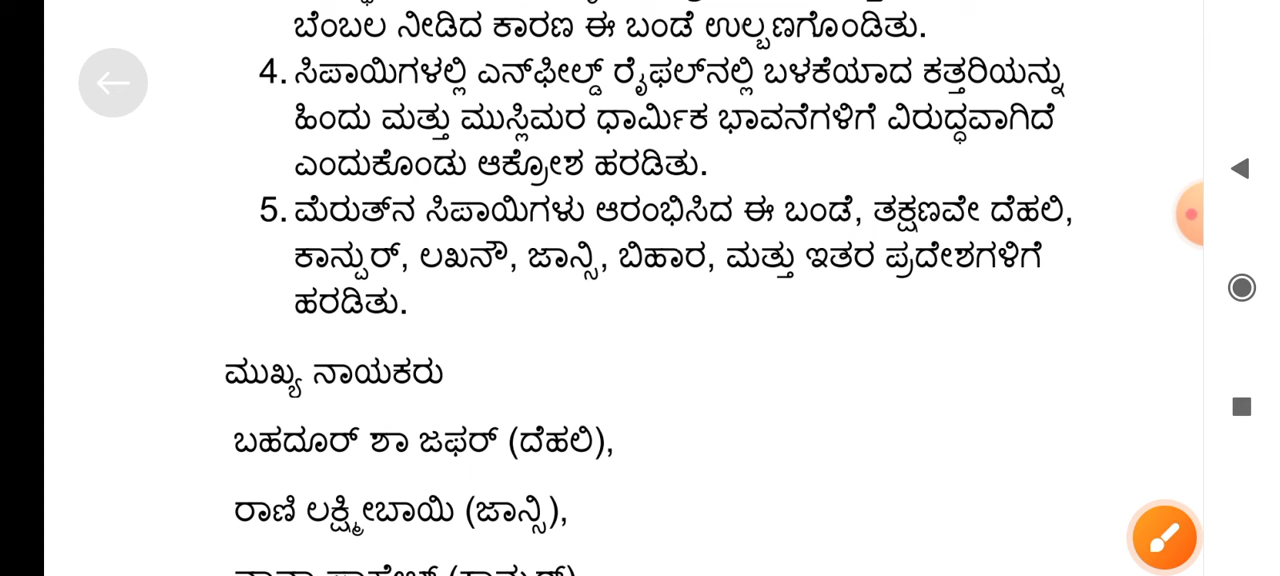 ಬೆಂಬಲ ನೀಡಿದ ಕಾರಣ ಈ ಬಂಡೆ ಉಲ್ಬಣಗೊಂಡಿತು.
4. ಸಿಪಾಯಿಗಳಲ್ಲಿ ಎನ್‌ಫೀಲ್ಡ್ ರೈಫಲ್‌ನಲ್ಲಿ ಬಳಕೆಯಾದ ಕತ್ತರಿಯನ್ನು
ಹಿಂದು ಮತ್ತು ಮುಸ್ಲಿಮರ ಧಾರ್ಮಿಕ ಭಾವನೆಗಳಿಗೆ ವಿರುದ್ಧವಾಗಿದೆ
ಎಂದುಕೊಂಡು ಆಕ್ರೋಶ ಹರಡಿತು.
5. ಮೆರುತ್‌ನ ಸಿಪಾಯಿಗಳು ಆರಂಭಿಸಿದ ಈ ಬಂಡೆ, ತಕ್ಷಣವೇ ದೆಹಲಿ,
ಕಾನ್ಪುರ್, ಲಖನೌ, ಜಾನ್ಸಿ, ಬಿಹಾರ, ಮತ್ತು ಇತರ ಪ್ರದೇಶಗಳಿಗೆ
ಹರಡಿತು.
ಮುಖ್ಯ ನಾಯಕರು
ಬಹದೂರ್ ಶಾ ಜಫರ್ (ದೆಹಲಿ),
ರಾಣಿ ಲಕ್ಷ್ಮೀಬಾಯಿ (ಜಾನ್ಸಿ),